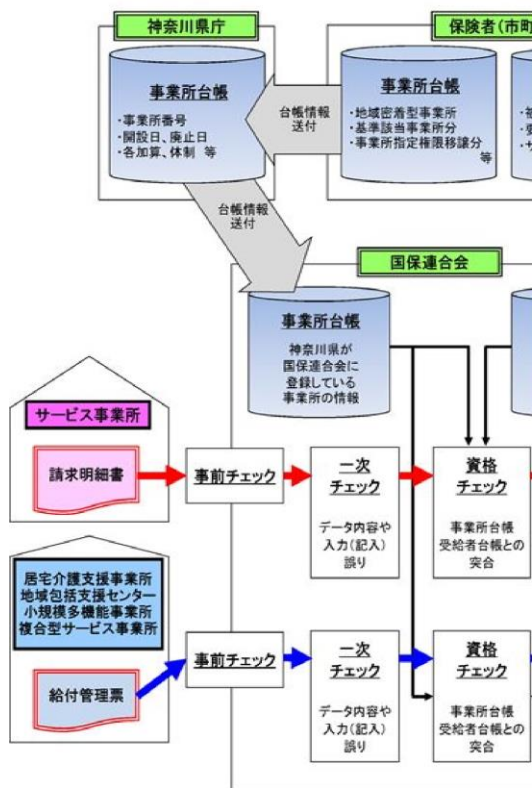 神奈川県庁
保険者(市町
事業所台帳
・事業所番号
・開設日、廃止日
・各加算、体制 等
台帳情報
送付
事業所台帳
・地域密着型事業所
・基準該当事業所分
・事業所指定権限移譲分
等
台帳情報
送付
国保連合会
事業所台帳
神奈川県が
国保連合会に
登録している
事業所の情報
サービス事業所
請求明細書
事前チェック
一次
チェック
データ内容や
入力(記入)
誤り
資格
チェック
事業所台帳
受給者台帳との
突合
居宅介護支援事業所
地域包括支援センター
小規模多機能事業所
複合型サービス事業所
給付管理票
事前チェック
一次
チェック
データ内容や
入力(記入)
誤り
資格
チェック
事業所台帳
受給者台帳との
突合